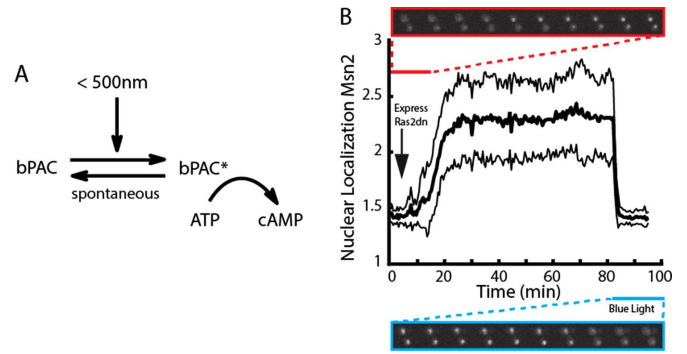 A
< 500nm
bPAC
bPAC*
spontaneous
ATP
cAMP
B
Nuclear Localization Msn2
3
2.5
2
1.5
1
Express
Ras2dn
0 20 40 60 80 100
Time (min)
Blue Light